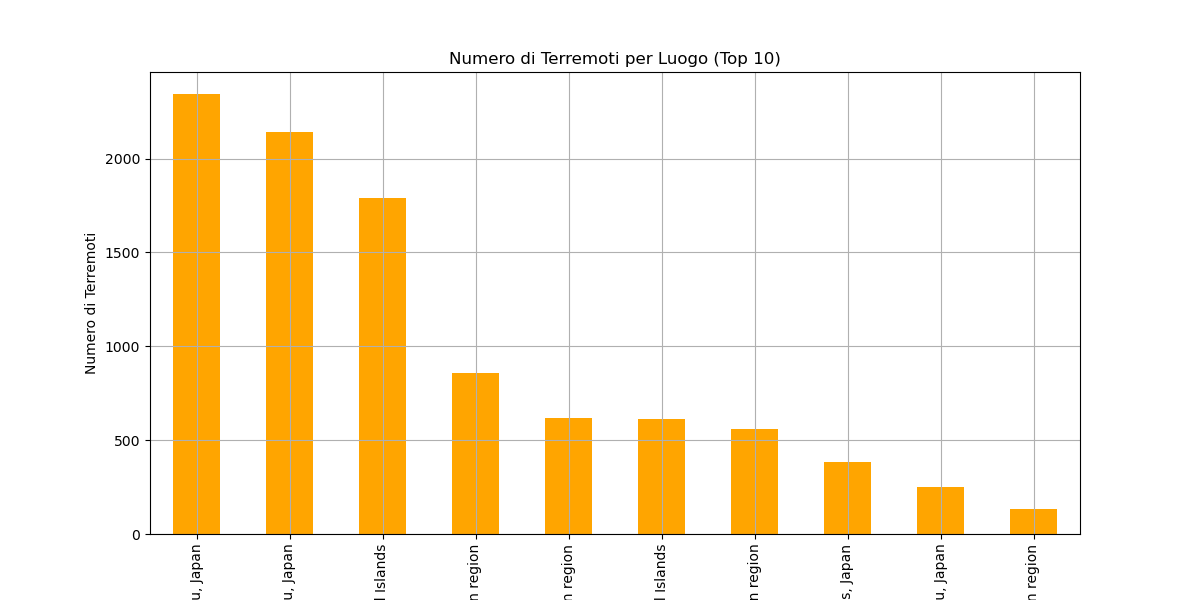 Numero di Terremoti per Luogo (Top 10)
Numero di Terremoti
2000
1500
1000
500
0
u, Japan
u, Japan
Islands
n region
n region
Islands
n region
s, Japan
u, Japan
n region